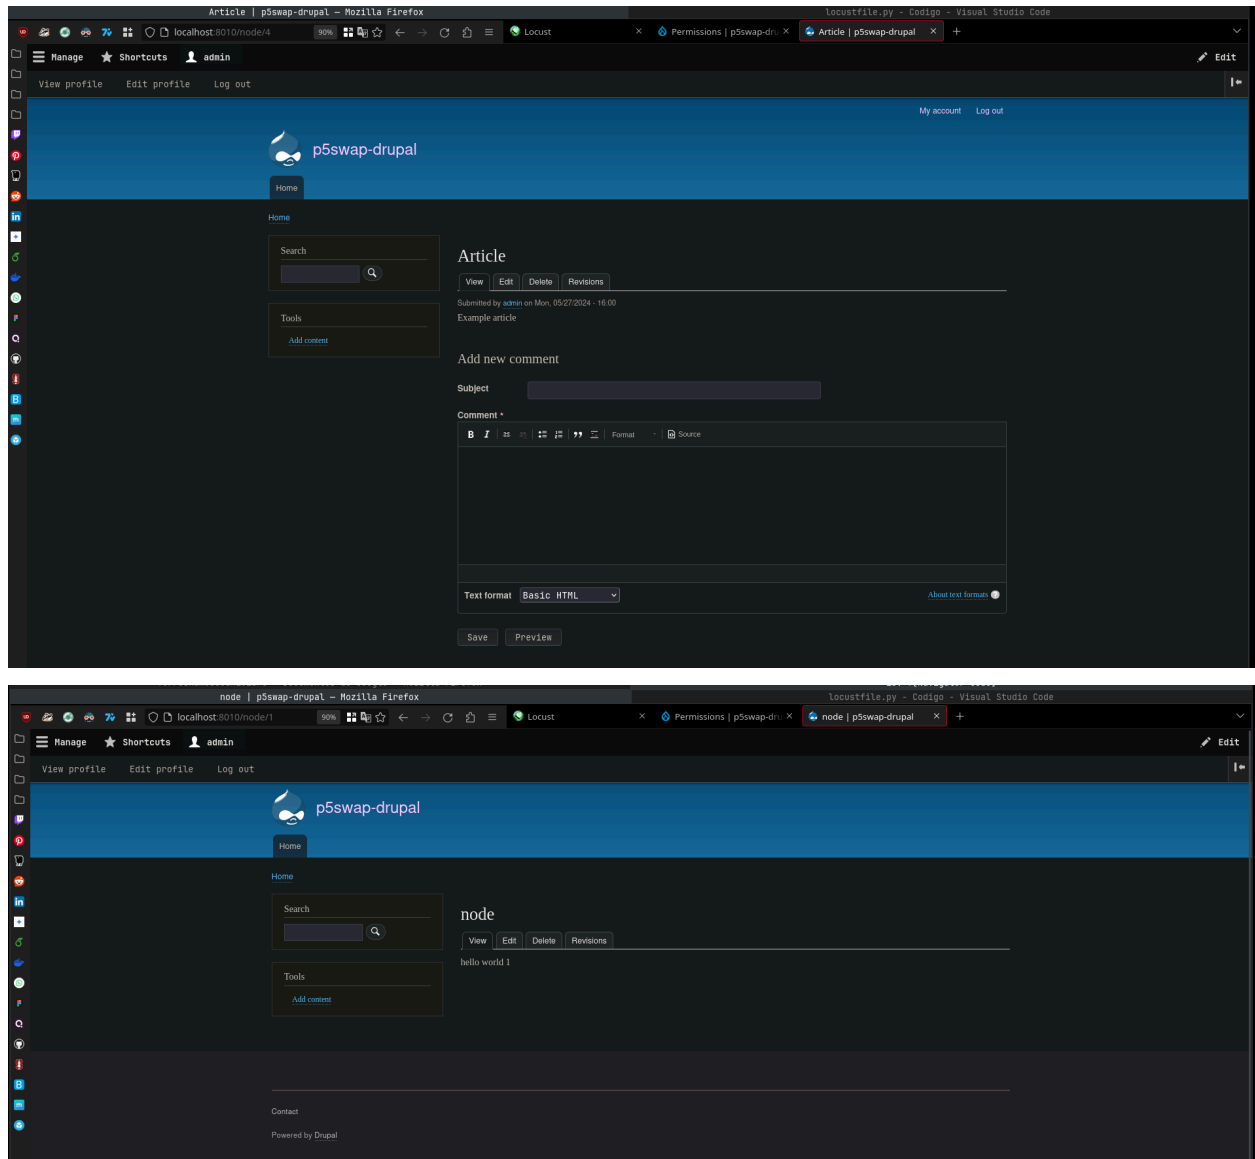 Article | p5swap-drupal — Mozilla Firefox
locustfile.py - Codigo - Visual Studio Code
localhost:8010/node/4
90%
Locust
Permissions | p5swap-dru
Article | p5swap-drupal
Manage
Shortcuts
admin
Edit
View profile
Edit profile
Log out
My account
Log out
p5swap-drupal
Home
Home
Search
Article
View
Edit
Delete
Revisions
Submitted by admin on Mon, 05/27/2024 - 16:00
Tools
Example article
Add content
Add new comment
Subject
Comment *
B I
Format
Source
Text format
Basic HTML
About text formats
Save
Preview
node | p5swap-drupal — Mozilla Firefox
locustfile.py - Codigo - Visual Studio Code
localhost:8010/node/1
90%
Locust
Permissions | p5swap-dru
node | p5swap-drupal
Manage
Shortcuts
admin
Edit
View profile
Edit profile
Log out
p5swap-drupal
Home
Home
Search
node
View
Edit
Delete
Revisions
hello world 1
Tools
Add content
Contact
Powered by Drupal